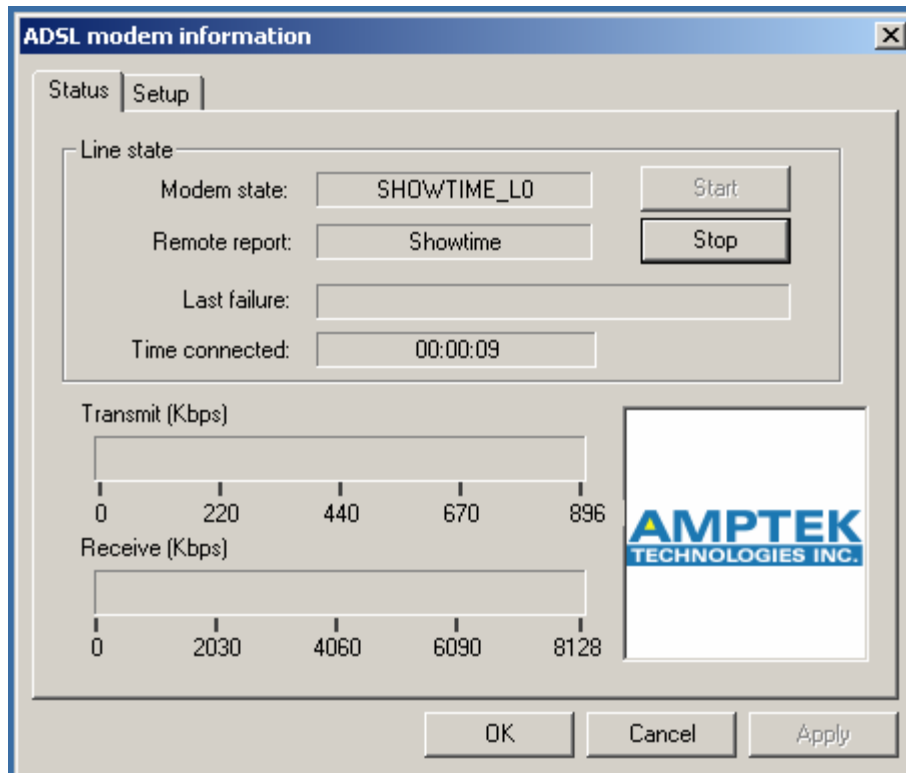 ADSL modem information
Status Setup
Line state
Modem state: SHOWTIME_L0 Start
Remote report: Showtime Stop
Last failure:
Time connected: 00:00:09
Transmit (Kbps)
0 220 440 670 896
Receive (Kbps)
0 2030 4060 6090 8128
AMPTEK
TECHNOLOGIES INC.
OK Cancel Apply